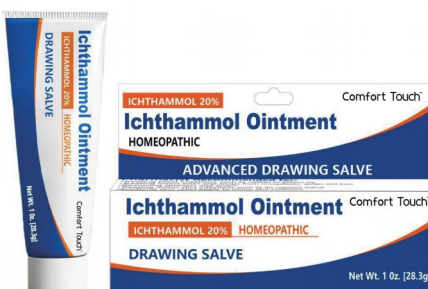 Ichthammol Ointment
ICHTHAMMOL 20% HOMEOPATHIC
DRAWING SALVE
Comfort Touch
Net Wt. 1 Oz. [28.3g]
ICHTHAMMOL 20%
Comfort Touch
Ichthammol Ointment
HOMEOPATHIC
ADVANCED DRAWING SALVE
Ichthammol Ointment
Comfort Touch
ICHTHAMMOL 20% HOMEOPATHIC
DRAWING SALVE
Net Wt. 1 Oz. [28.3g]